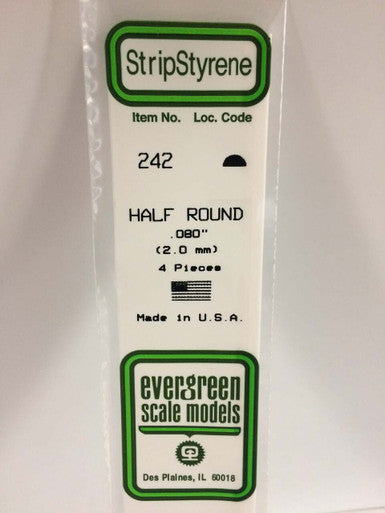 StripStyrene
Item No. Loc. Code
242
HALF ROUND
.080"
(2.0 mm)
4 Pieces
Made in U.S.A.
evergreen
scale models
Des Plaines, IL 60018